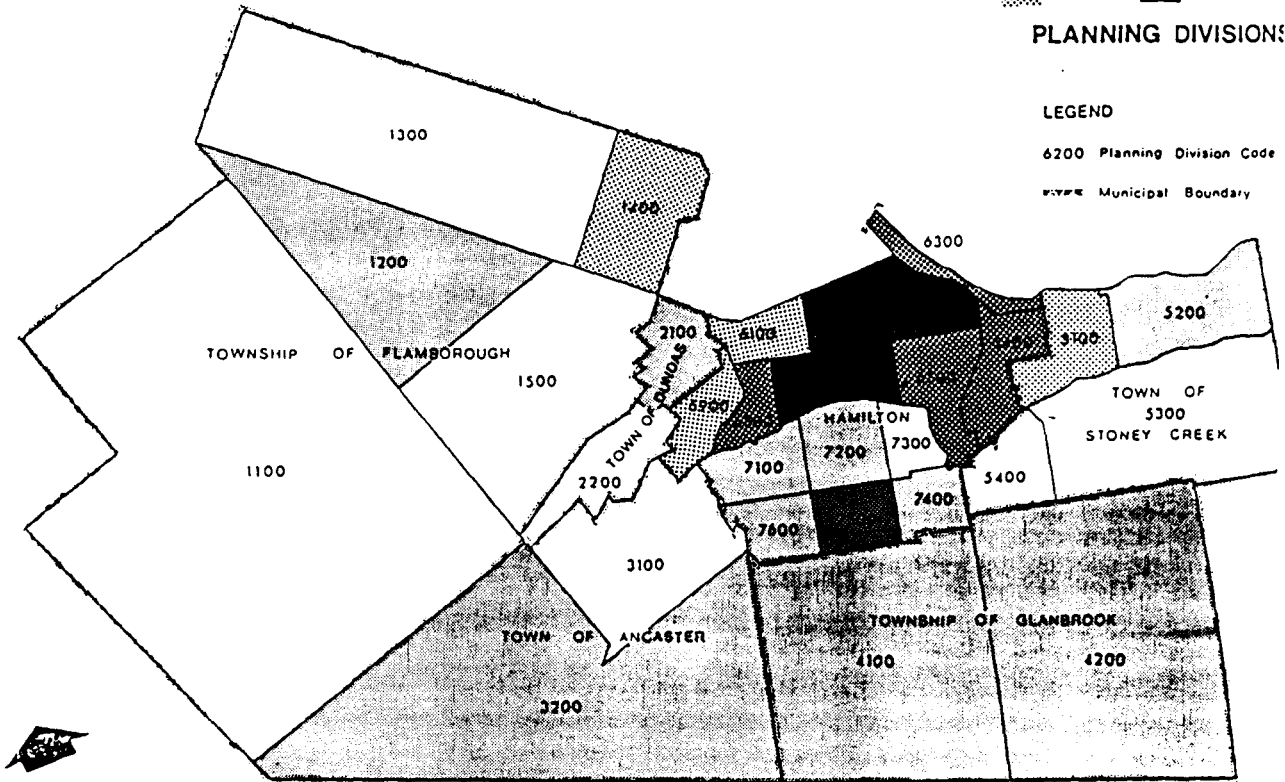 PLANNING DIVISIONS
LEGEND
6200 Planning Division Code
Municipal Boundary
1300
1400
1200
6300
5200
2100
6100
TOWNSHIP OF FLAMBOROUGH
1500
TOWN OF DUNDAS
TOWN OF
5300
STONEY CREEK
HAMILTON
7300
7200
7100
1100
2200
5400
7400
7600
3100
TOWN OF ANCASTER
TOWNSHIP OF GLANBROOK
4100
4200
3200